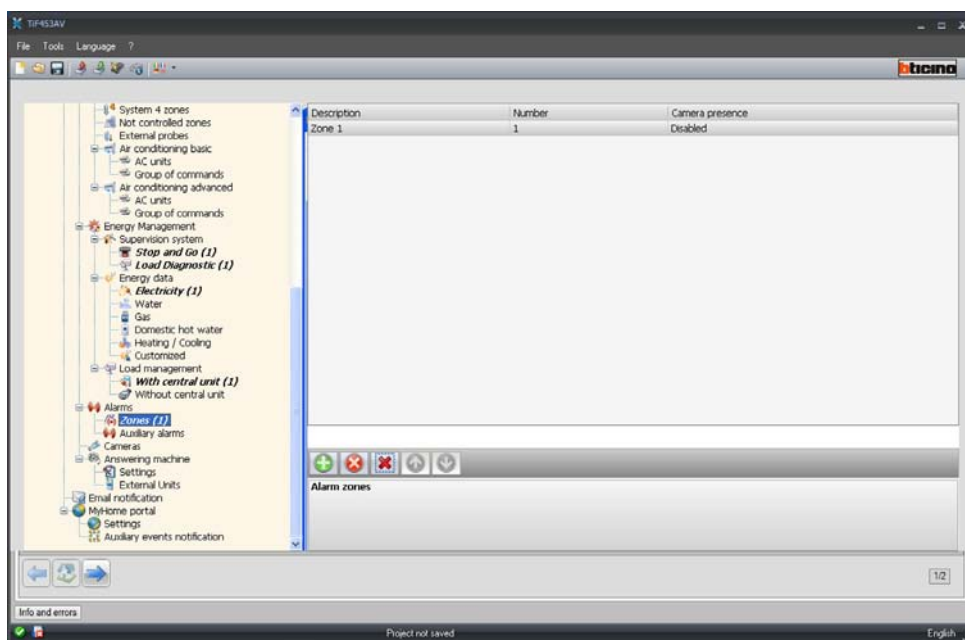 TiF453AV
File Tools Language ?
bticino
System 4 zones
Not controlled zones
External probes
Air conditioning basic
AC units
Group of commands
Air conditioning advanced
AC units
Group of commands
Energy Management
Supervision system
Stop and Go (1)
Load Diagnostic (1)
Energy data
Electricity (1)
Water
Gas
Domestic hot water
Heating / Cooling
Customized
Load management
With central unit (1)
Without central unit
Alarms
Zones (1)
Auxiliary alarms
Cameras
Answering machine
Settings
External Units
Email notification
MyHome portal
Settings
Auxiliary events notification
Description Number Camera presence
Zone 1 1 Disabled
Alarm zones
1/2
Info and errors
Project not saved English